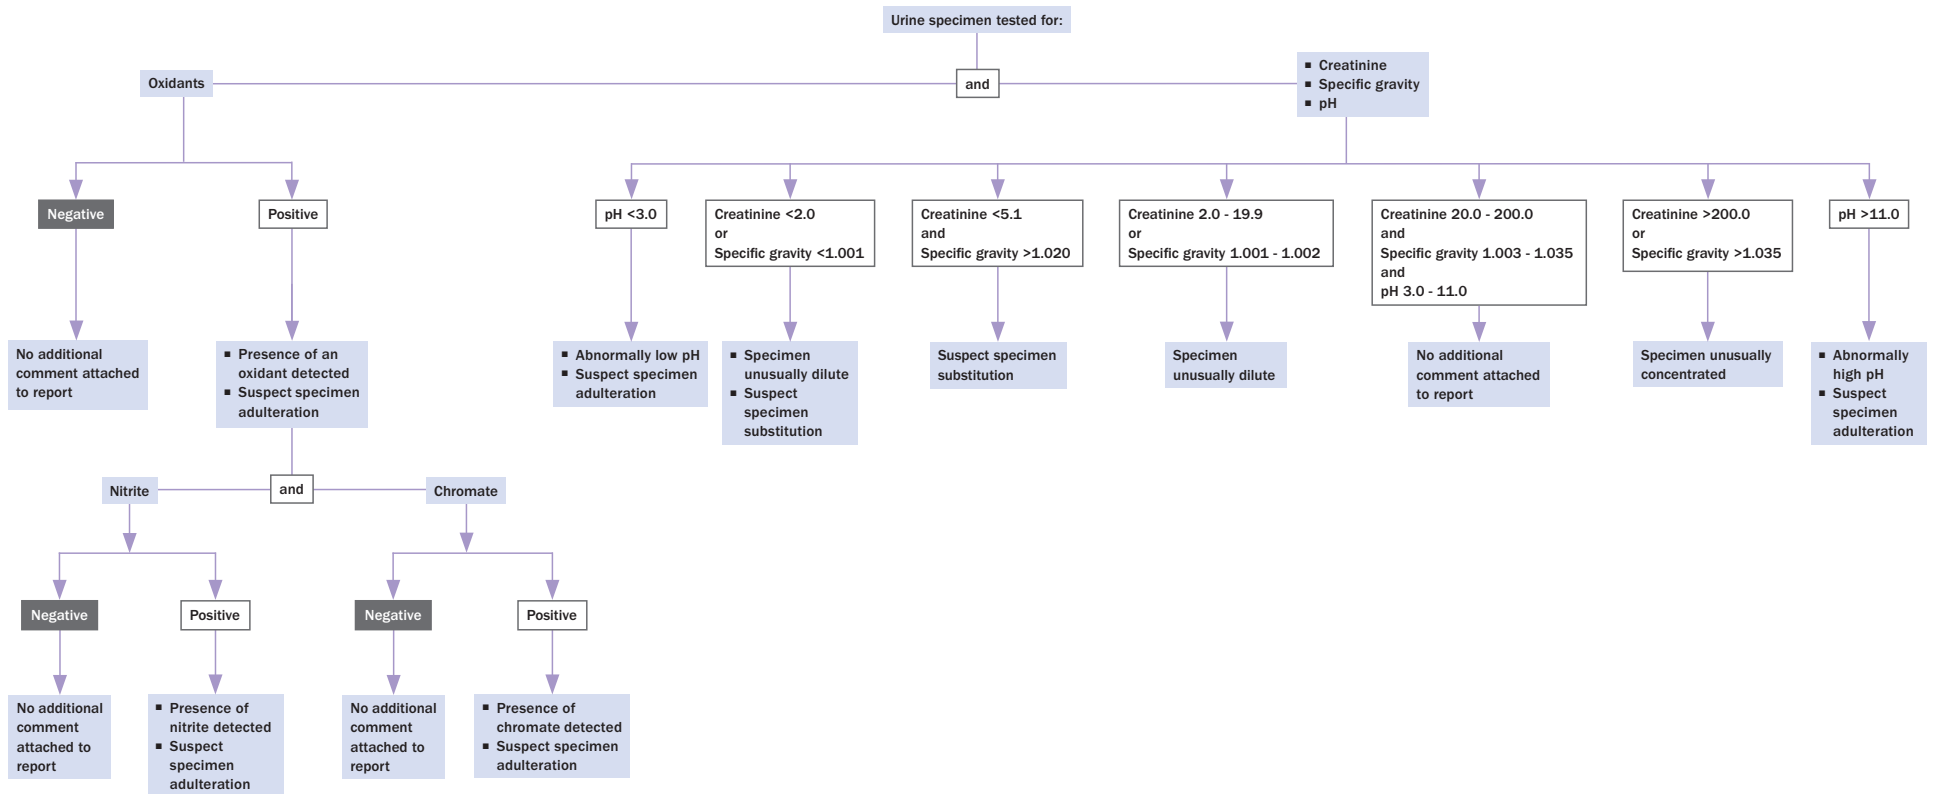 Urine specimen tested for:
Oxidants
and
▪ Creatinine
▪ Specific gravity
▪ pH
Negative
Positive
pH <3.0
Creatinine <2.0
or
Specific gravity <1.001
Creatinine <5.1
and
Specific gravity >1.020
Creatinine 2.0 - 19.9
or
Specific gravity 1.001 - 1.002
Creatinine 20.0 - 200.0
and
Specific gravity 1.003 - 1.035
and
pH 3.0 - 11.0
Creatinine >200.0
or
Specific gravity >1.035
pH >11.0
No additional
comment attached
to report
▪ Presence of an
oxidant detected
▪ Suspect specimen
adulteration
▪ Abnormally low pH
▪ Suspect specimen
adulteration
▪ Specimen
unusually dilute
▪ Suspect
specimen
substitution
Suspect specimen
substitution
Specimen
unusually dilute
No additional
comment attached
to report
Specimen unusually
concentrated
▪ Abnormally
high pH
▪ Suspect
specimen
adulteration
Nitrite
and
Chromate
Negative
Positive
Negative
Positive
No additional
comment
attached to
report
▪ Presence of
nitrite detected
▪ Suspect
specimen
adulteration
No additional
comment
attached to
report
▪ Presence of
chromate detected
▪ Suspect specimen
adulteration